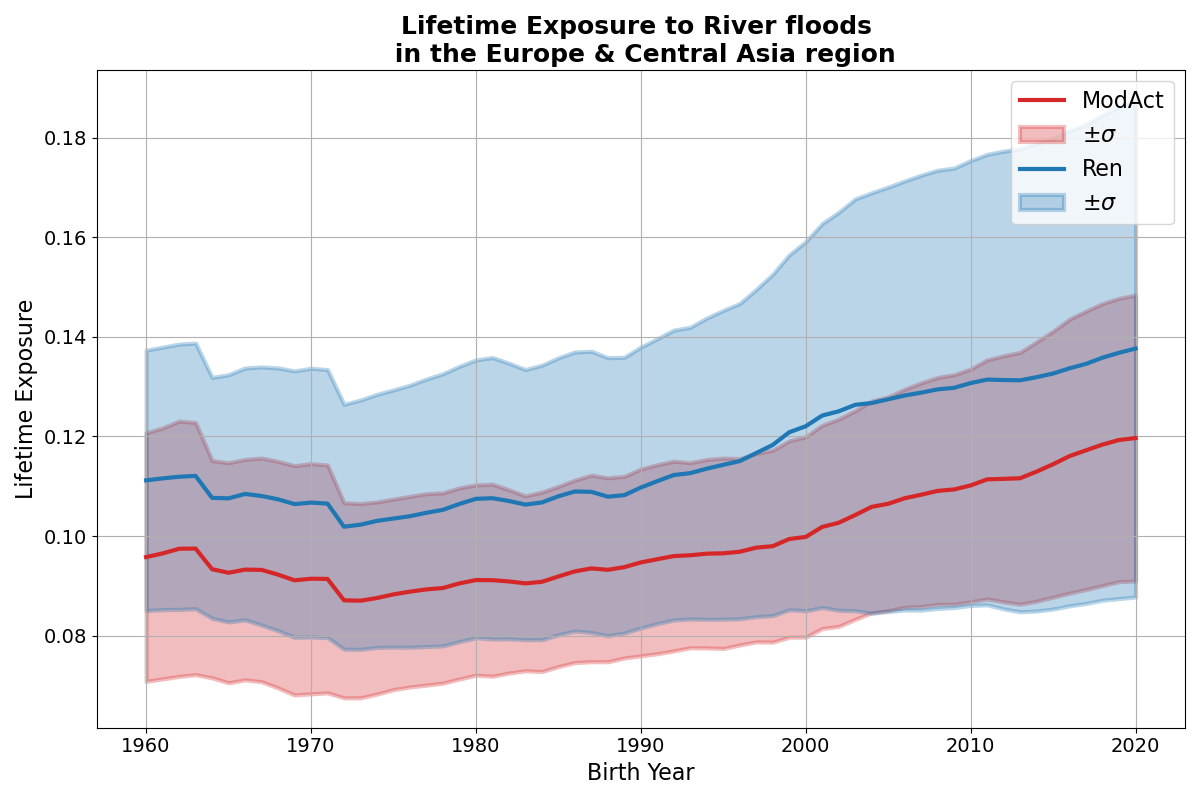 Lifetime Exposure to River floods
in the Europe & Central Asia region
Lifetime Exposure
0.18
0.16
0.14
0.12
0.10
0.08
ModAct
±σ
Ren
±σ
1960
1970
1980
1990
2000
2010
2020
Birth Year